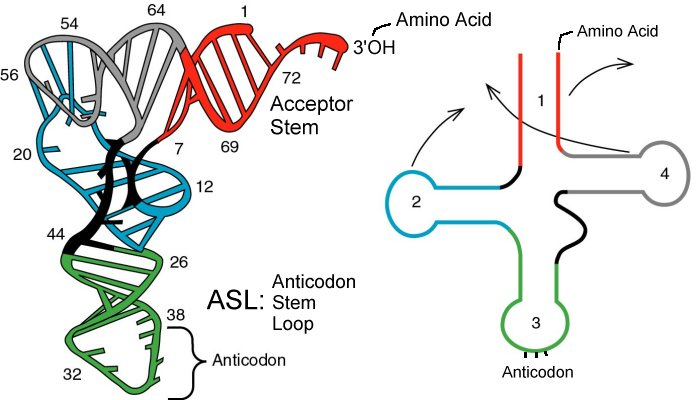 64
1
54
3'OH
Amino Acid
56
72
Acceptor
Stem
69
7
20
12
44
26
ASL:
Anticodon
Stem
Loop
38
Anticodon
32
Amino Acid
1
4
2
3
Anticodon